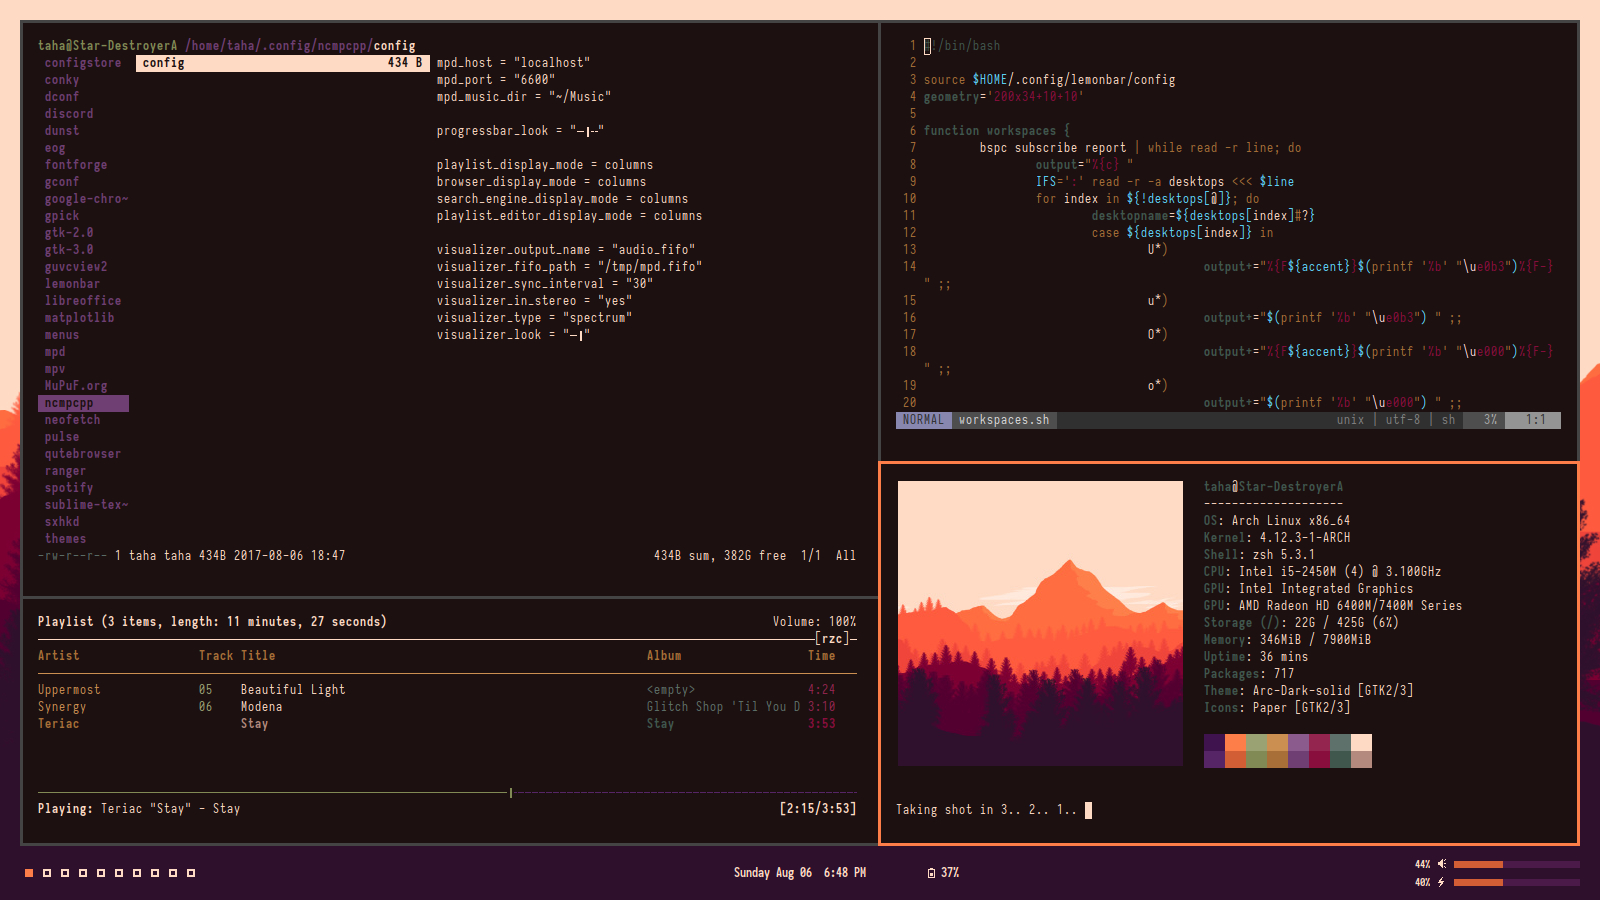 taha@Star-DestroyerA /home/taha/.config/ncmpcpp/config
configstore
conky
dconf
discord
dunst
eog
fontforge
gconf
google-chro~
gpick
gtk-2.0
gtk-3.0
guvcview2
lemonbar
libreoffice
matplotlib
menus
mpd
mpv
MuPuF.org
ncmpcpp
neofetch
pulse
qutebrowser
ranger
spotify
sublime-tex~
sxhkd
themes
config 434 B
mpd_host = "localhost"
mpd_port = "6600"
mpd_music_dir = "~/Music"
progressbar_look = "─╻╌"
playlist_display_mode = columns
browser_display_mode = columns
search_engine_display_mode = columns
playlist_editor_display_mode = columns
visualizer_output_name = "audio_fifo"
visualizer_fifo_path = "/tmp/mpd.fifo"
visualizer_sync_interval = "30"
visualizer_in_stereo = "yes"
visualizer_type = "spectrum"
visualizer_look = "─╻"
-rw-r--r-- 1 taha taha 434B 2017-08-06 18:47 434B sum, 382G free 1/1 All
Playlist (3 items, length: 11 minutes, 27 seconds) Volume: 100%
[rzc]
Artist Track Title Album Time
Uppermost 05 Beautiful Light <empty> 4:24
Synergy 06 Modena Glitch Shop 'Til You D 3:10
Teriac Stay Stay 3:53
Playing: Teriac "Stay" - Stay [2:15/3:53]
1 #!/bin/bash
2
3 source $HOME/.config/lemonbar/config
4 geometry='200x34+10+10'
5
6 function workspaces {
7 bspc subscribe report | while read -r line; do
8 output="%{c} "
9 IFS=':' read -r -a desktops <<< $line
10 for index in ${!desktops[@]}; do
11 desktopname=${desktops[index]#?}
12 case ${desktops[index]} in
13 U*)
14 output+="%{F${accent}}$(printf '%b' "\ue0b3")%{F-}
" ;;
15 u*)
16 output+="$(printf '%b' "\ue0b3") " ;;
17 O*)
18 output+="%{F${accent}}$(printf '%b' "\ue000")%{F-}
" ;;
19 o*)
20 output+="$(printf '%b' "\ue000") " ;;
NORMAL workspaces.sh unix | utf-8 | sh 3% 1:1
taha@Star-DestroyerA
--------------------
OS: Arch Linux x86_64
Kernel: 4.12.3-1-ARCH
Shell: zsh 5.3.1
CPU: Intel i5-2450M (4) @ 3.100GHz
GPU: Intel Integrated Graphics
GPU: AMD Radeon HD 6400M/7400M Series
Storage (/): 22G / 425G (6%)
Memory: 346MiB / 7900MiB
Uptime: 36 mins
Packages: 717
Theme: Arc-Dark-solid [GTK2/3]
Icons: Paper [GTK2/3]
Taking shot in 3.. 2.. 1..
Sunday Aug 06 6:48 PM 37%
44%
40%